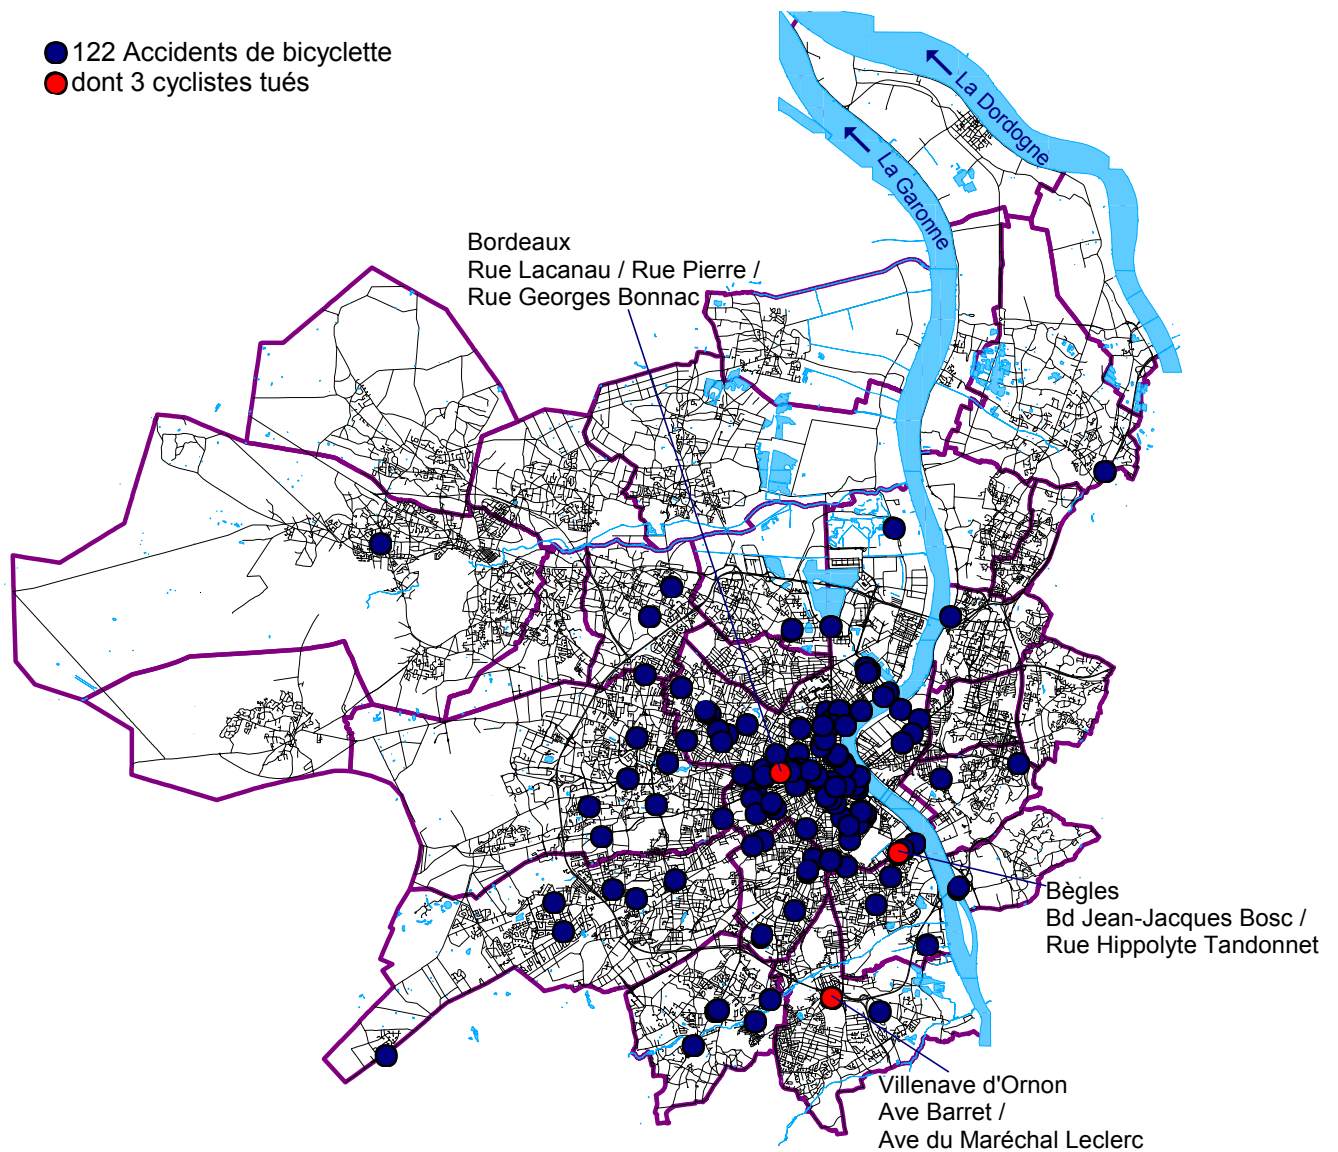 122 Accidents de bicyclette
dont 3 cyclistes tués
La Dordogne
La Garonne
Bordeaux
Rue Lacanau / Rue Pierre /
Rue Georges Bonnac
Bègles
Bd Jean-Jacques Bosc /
Rue Hippolyte Tandonnet
Villenave d'Ornon
Ave Barret /
Ave du Maréchal Leclerc